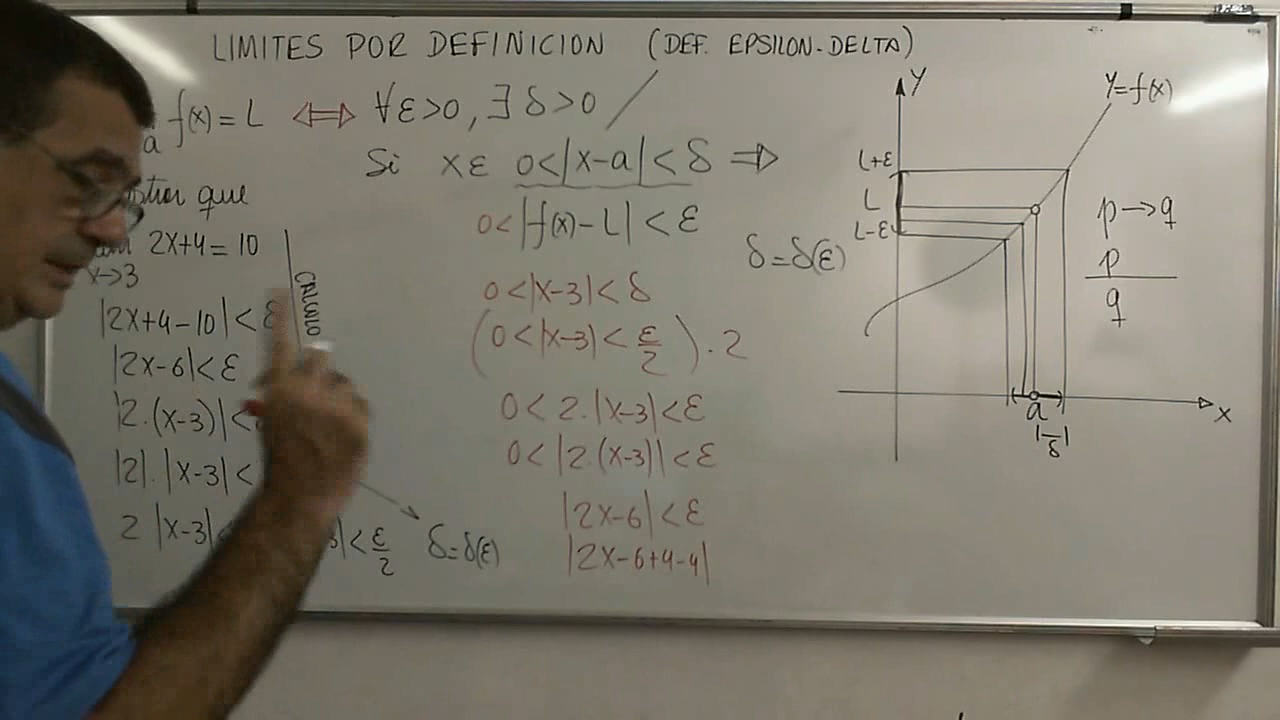 LIMITES POR DEFINICION (DEF. EPSILON-DELTA)
a f(x) = L ⟺ ∀ε>0, ∃ δ>0 /
Si xε 0<|x-a|<δ ⟹
0<|f(x)-L|<ε
que
2x+4=10
x→3
|2x+4-10|<ε
|2x-6|<ε
|2.(x-3)|<
|2|.|x-3|<
2 |x-3|
|<ε/2
δ=δ(ε)
CALCULO
0<|x-3|<δ
(0<|x-3|<ε/2).2
0<2.|x-3|<ε
0<|2.(x-3)|<ε
|2x-6|<ε
|2x-6+4-4|
δ=δ(ε)
y
y=f(x)
L+ε
L
L-ε
a
δ
x
p→q
p
q